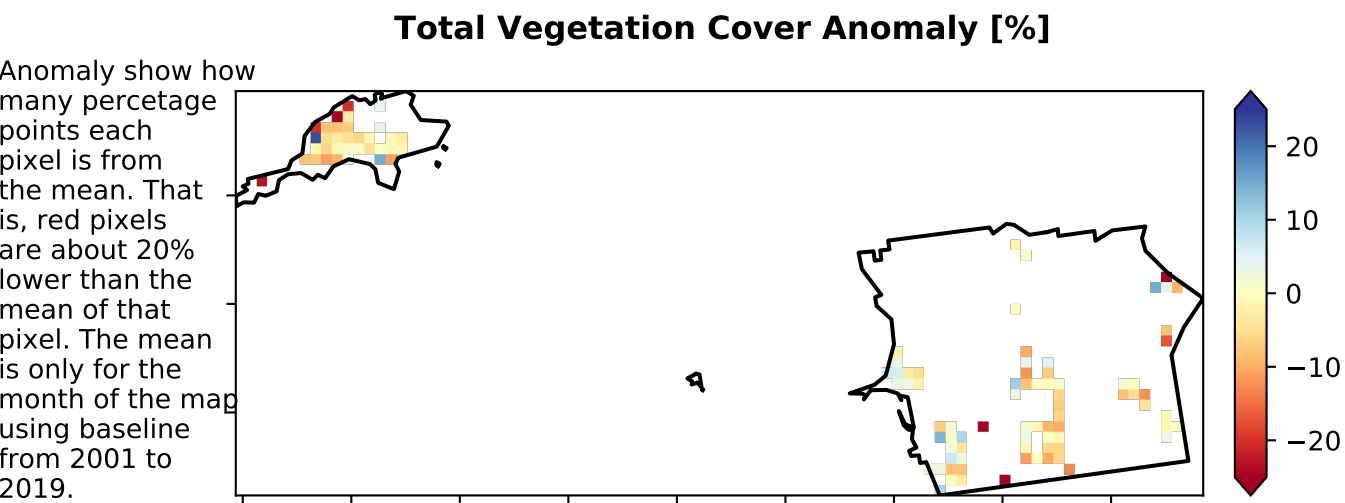 Total Vegetation Cover Anomaly [%]
Anomaly show how
many percetage
points each
pixel is from
the mean. That
is, red pixels
are about 20%
lower than the
mean of that
pixel. The mean
is only for the
month of the map
using baseline
from 2001 to
2019.
20
10
0
−10
−20